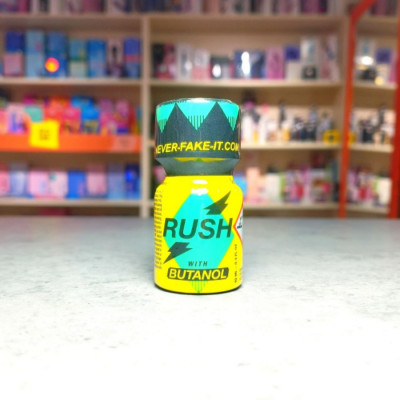 NEVER-FAKE-IT.COM
RUSH
WITH
BUTANOL